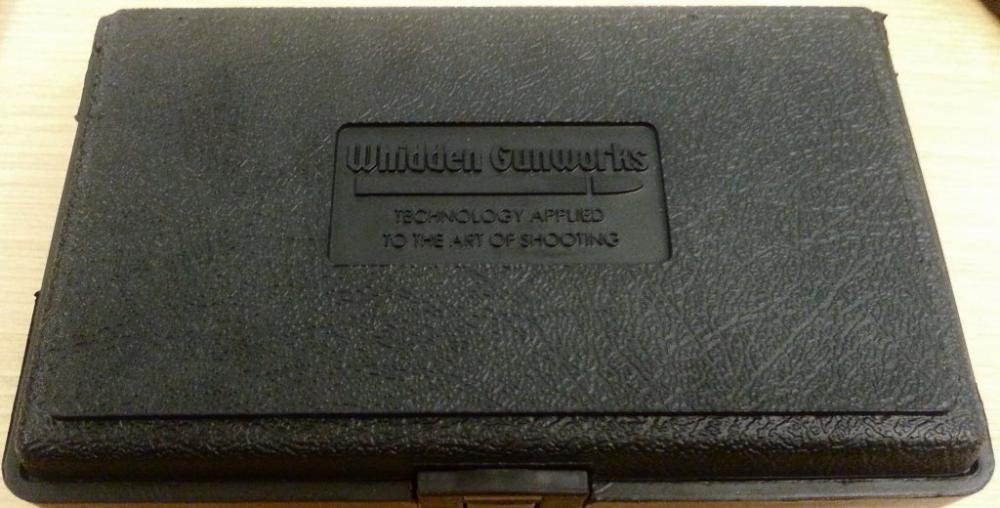 Whidden Gunworks
TECHNOLOGY APPLIED
TO THE ART OF SHOOTING